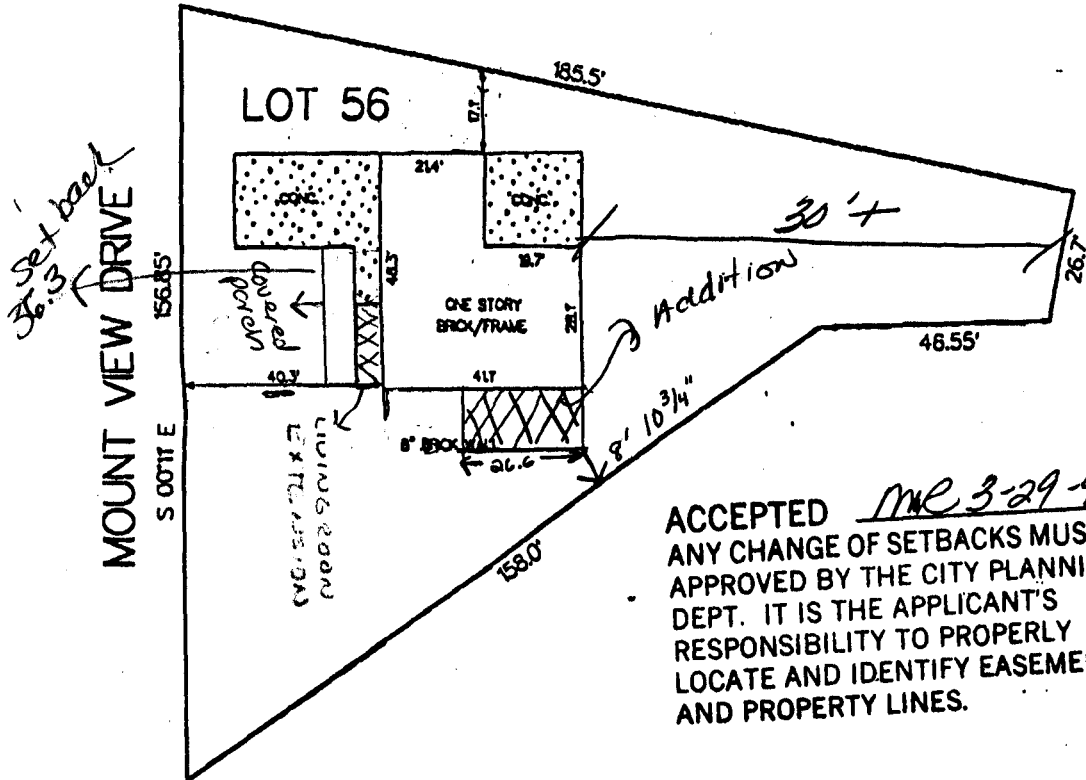 LOT 56
185.5'
17.7
21.4'
CONC.
CONC.
30'+
26.7
Set back
36.3'
MOUNT VIEW DRIVE
156.85'
S 00°11' E
covered
porch
48.3'
19.7'
ONE STORY
BRICK/FRAME
28.7
Addition
46.55'
40.3'
41.7
8" BRICK WALL
26.6
8' 10 3/4"
LIVING ROOM
EXTENSION
158.0'
ACCEPTED
3-29-
ANY CHANGE OF SETBACKS MUS
APPROVED BY THE CITY PLANNI
DEPT. IT IS THE APPLICANT'S
RESPONSIBILITY TO PROPERLY
LOCATE AND IDENTIFY EASEME
AND PROPERTY LINES.